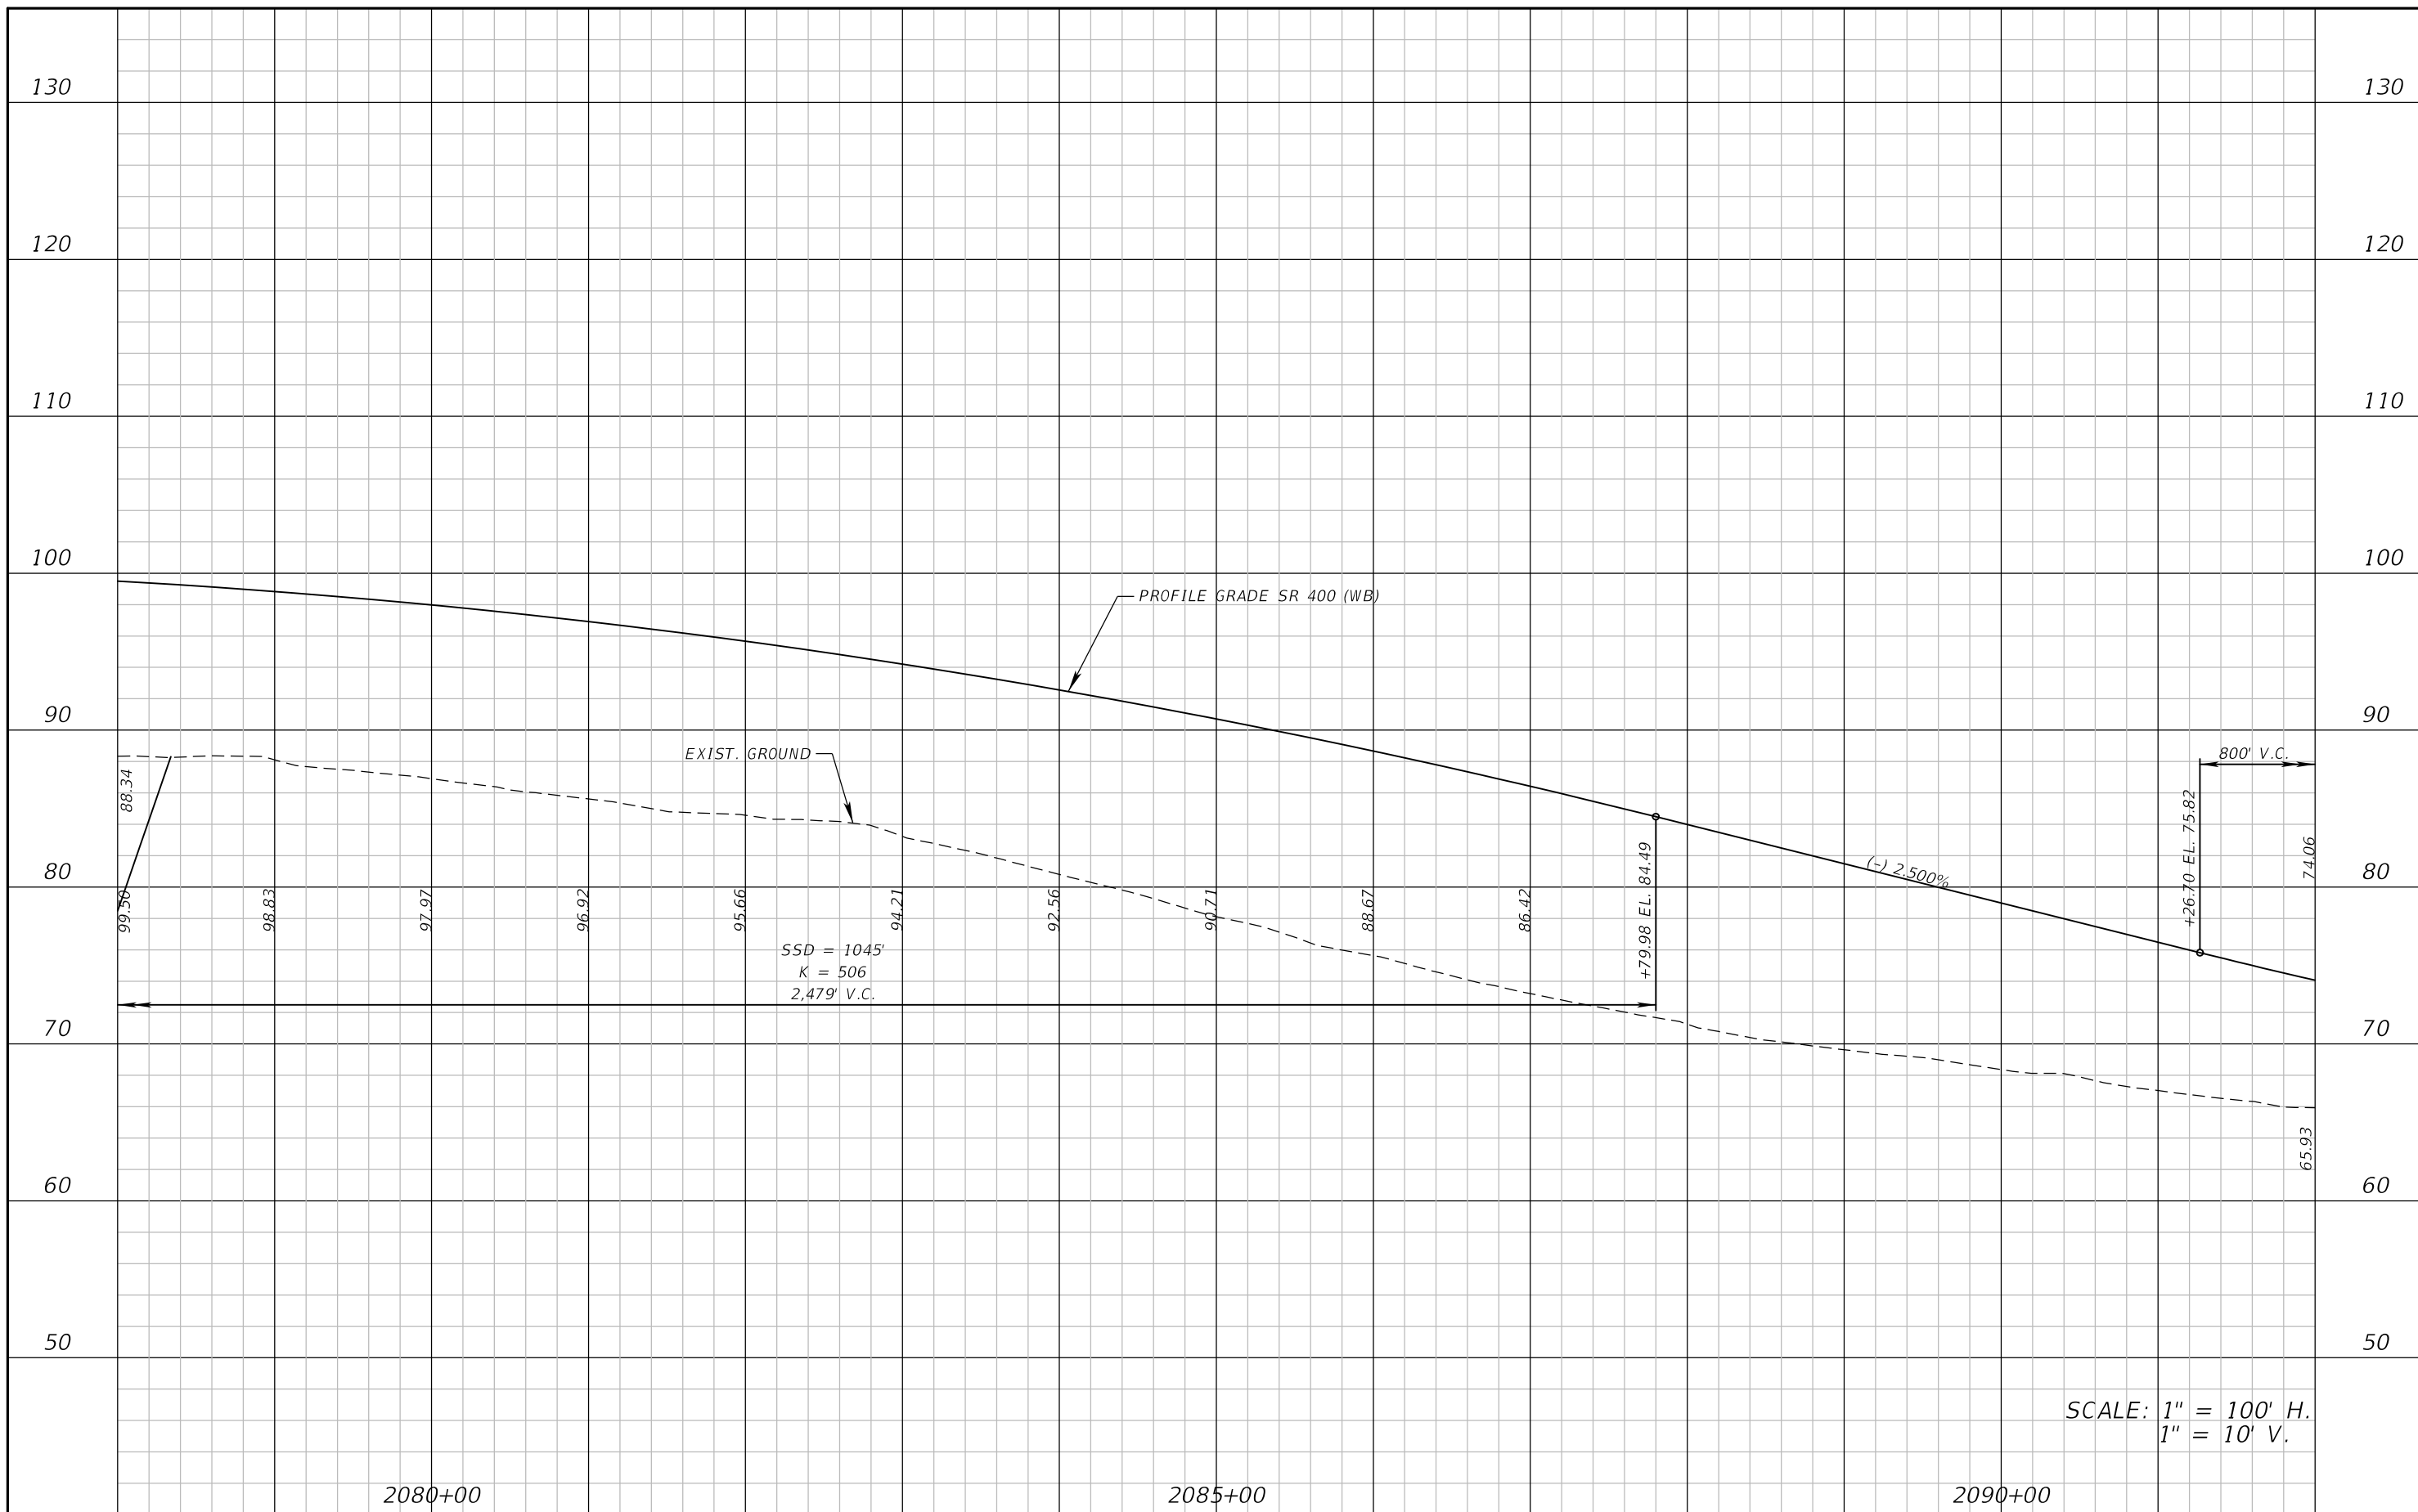 130 130
120 120
110 110
100 100
PROFILE GRADE SR 400 (WB)
90 90
EXIST. GROUND
800' V.C.
88.34
+79.98 EL. 84.49
(-) 2.500%
+26.70 EL. 75.82
74.06
80 80
99.50 98.83 97.97 96.92 95.66 94.21 92.56 90.71 88.67 86.42
SSD = 1045'
K = 506
2,479' V.C.
70 70
65.93
60 60
50 50
SCALE: 1" = 100' H.
1" = 10' V.
2080+00 2085+00 2090+00